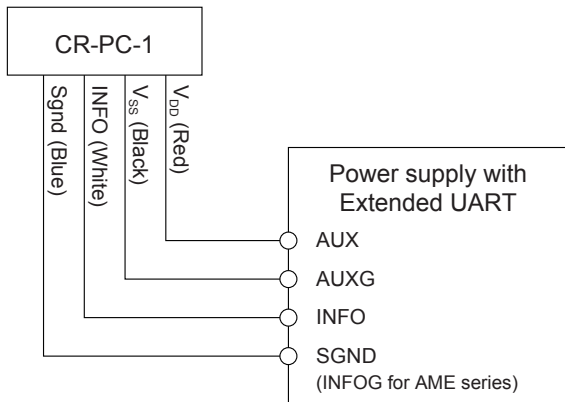 CR-PC-1
Sgnd (Blue)
INFO (White)
VSS (Black)
VDD (Red)
Power supply with
Extended UART
AUX
AUXG
INFO
SGND
(INFOG for AME series)